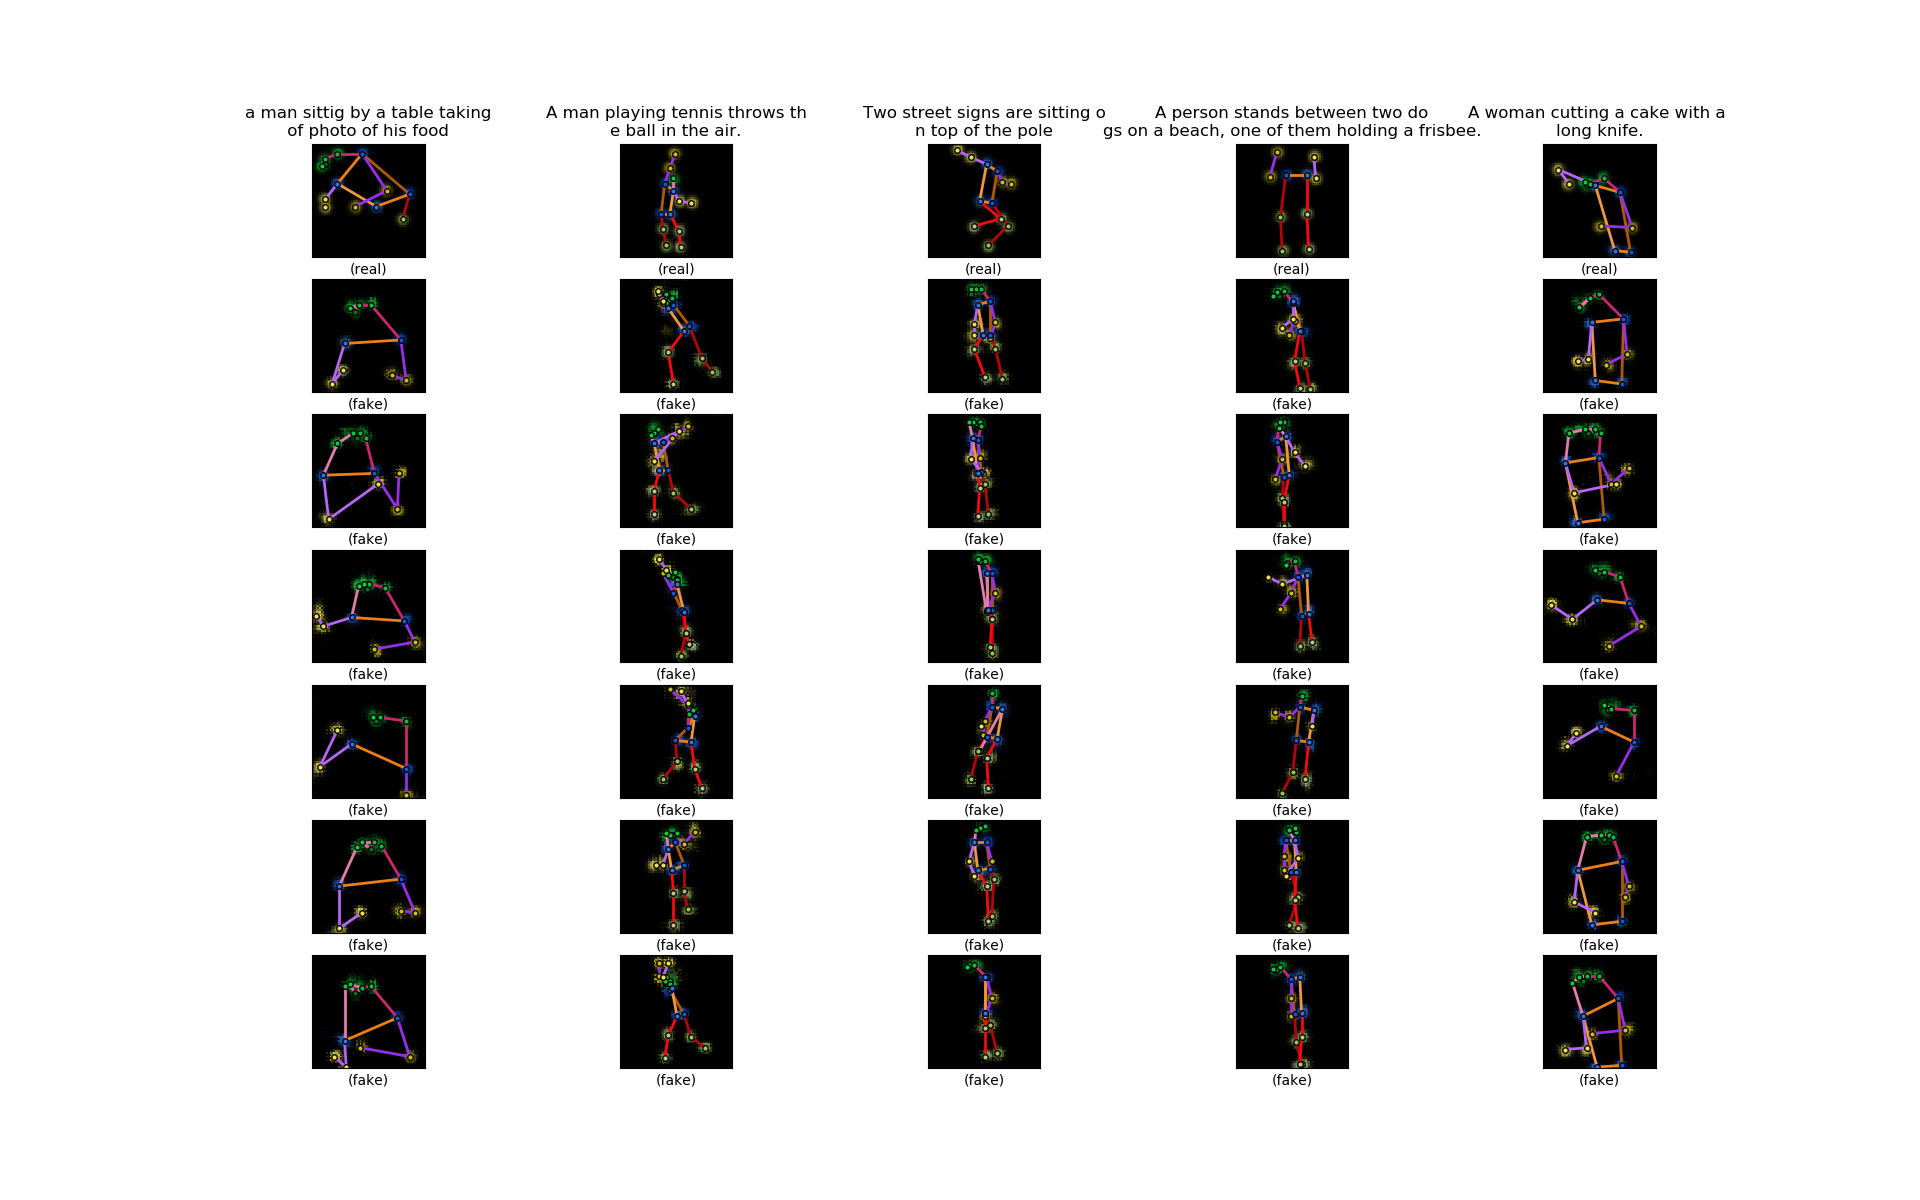 a man sittig by a table taking
of photo of his food
A man playing tennis throws th
e ball in the air.
Two street signs are sitting o
n top of the pole
A person stands between two do
gs on a beach, one of them holding a frisbee.
A woman cutting a cake with a
long knife.
(real) (real) (real) (real) (real)
(fake) (fake) (fake) (fake) (fake)
(fake) (fake) (fake) (fake) (fake)
(fake) (fake) (fake) (fake) (fake)
(fake) (fake) (fake) (fake) (fake)
(fake) (fake) (fake) (fake) (fake)
(fake) (fake) (fake) (fake) (fake)